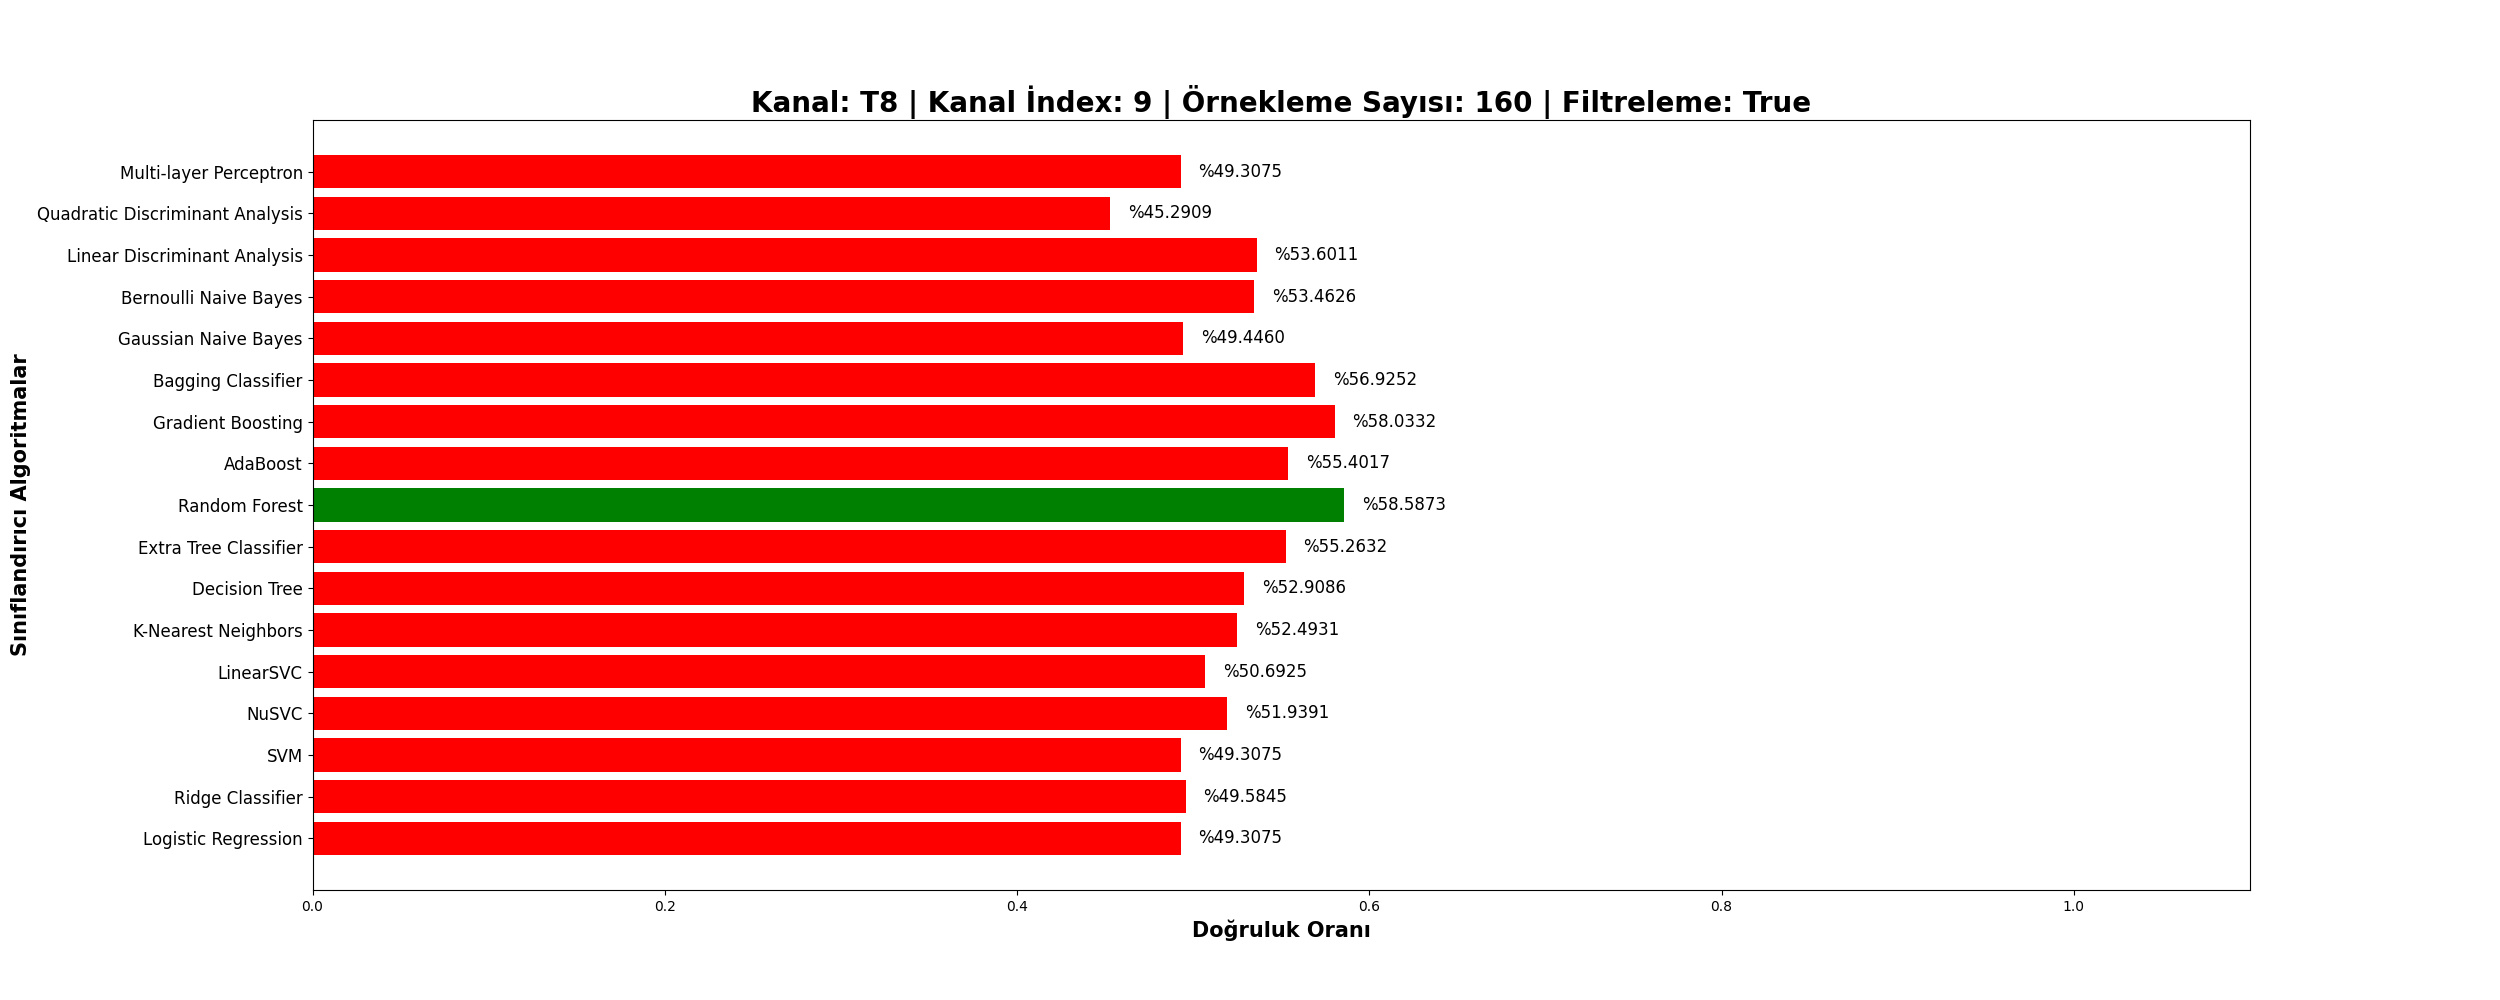 Kanal: T8 | Kanal İndex: 9 | Örnekleme Sayısı: 160 | Filtreleme: True
Sınıflandırıcı Algoritmalar
Multi-layer Perceptron %49.3075
Quadratic Discriminant Analysis %45.2909
Linear Discriminant Analysis %53.6011
Bernoulli Naive Bayes %53.4626
Gaussian Naive Bayes %49.4460
Bagging Classifier %56.9252
Gradient Boosting %58.0332
AdaBoost %55.4017
Random Forest %58.5873
Extra Tree Classifier %55.2632
Decision Tree %52.9086
K-Nearest Neighbors %52.4931
LinearSVC %50.6925
NuSVC %51.9391
SVM %49.3075
Ridge Classifier %49.5845
Logistic Regression %49.3075
0.0 0.2 0.4 0.6 0.8 1.0
Doğruluk Oranı